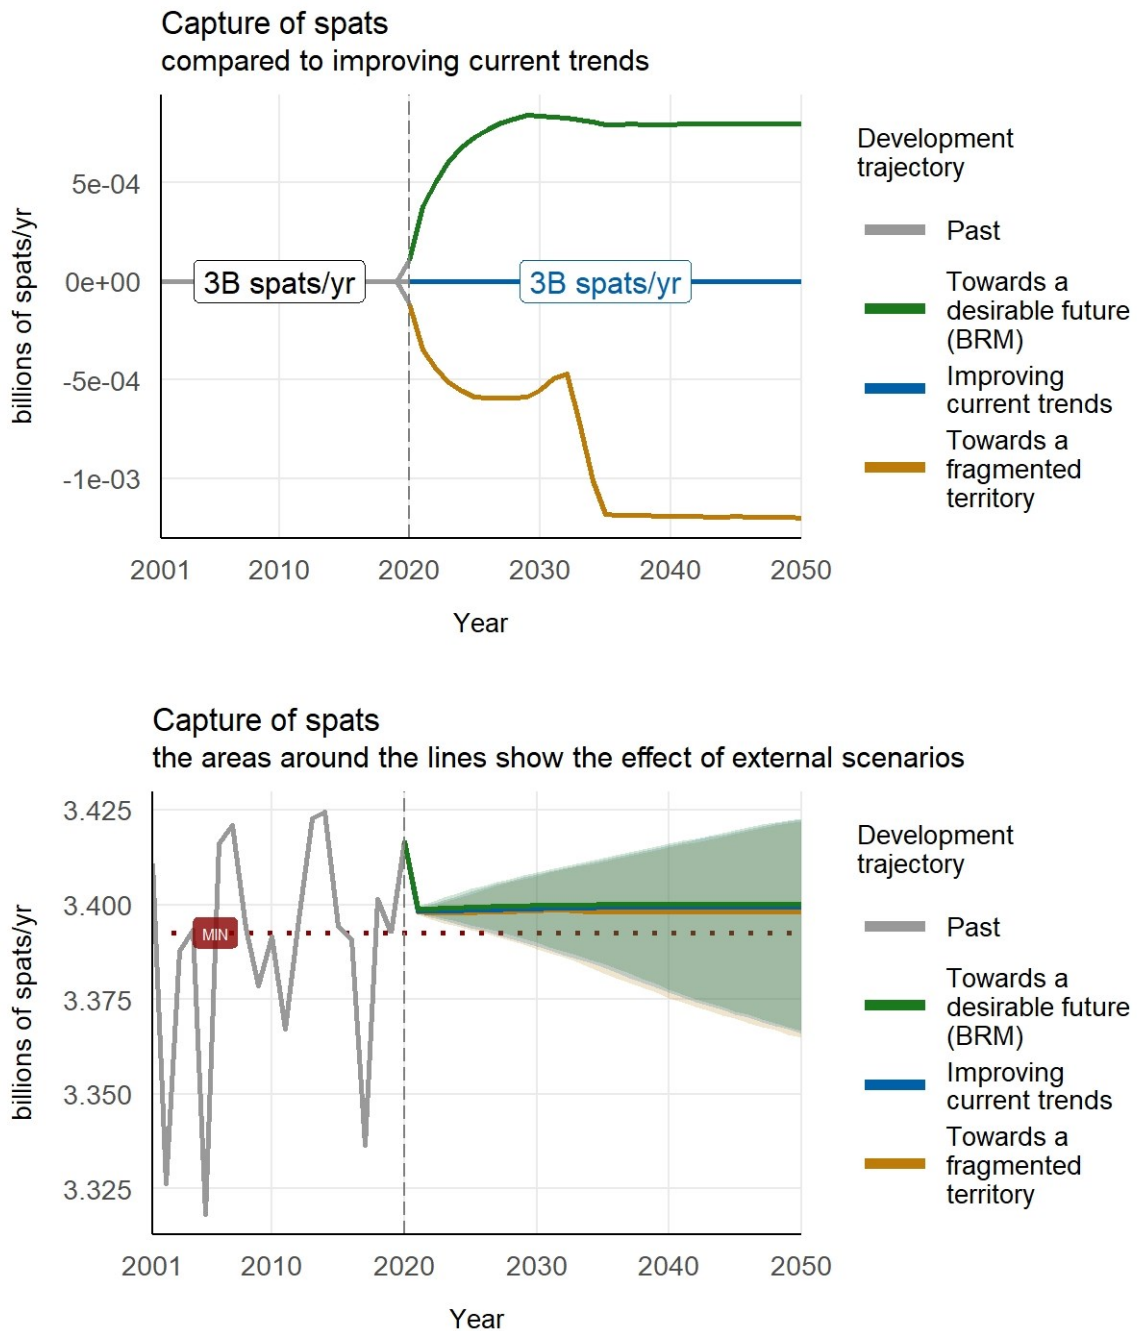 Capture of spats
compared to improving current trends
billions of spats/yr
5e-04
0e+00
-5e-04
-1e-03
3B spats/yr
3B spats/yr
2001
2010
2020
2030
2040
2050
Year
Development
trajectory
Past
Towards a
desirable future
(BRM)
Improving
current trends
Towards a
fragmented
territory
Capture of spats
the areas around the lines show the effect of external scenarios
billions of spats/yr
3.425
3.400
3.375
3.350
3.325
MIN
2001
2010
2020
2030
2040
2050
Year
Development
trajectory
Past
Towards a
desirable future
(BRM)
Improving
current trends
Towards a
fragmented
territory